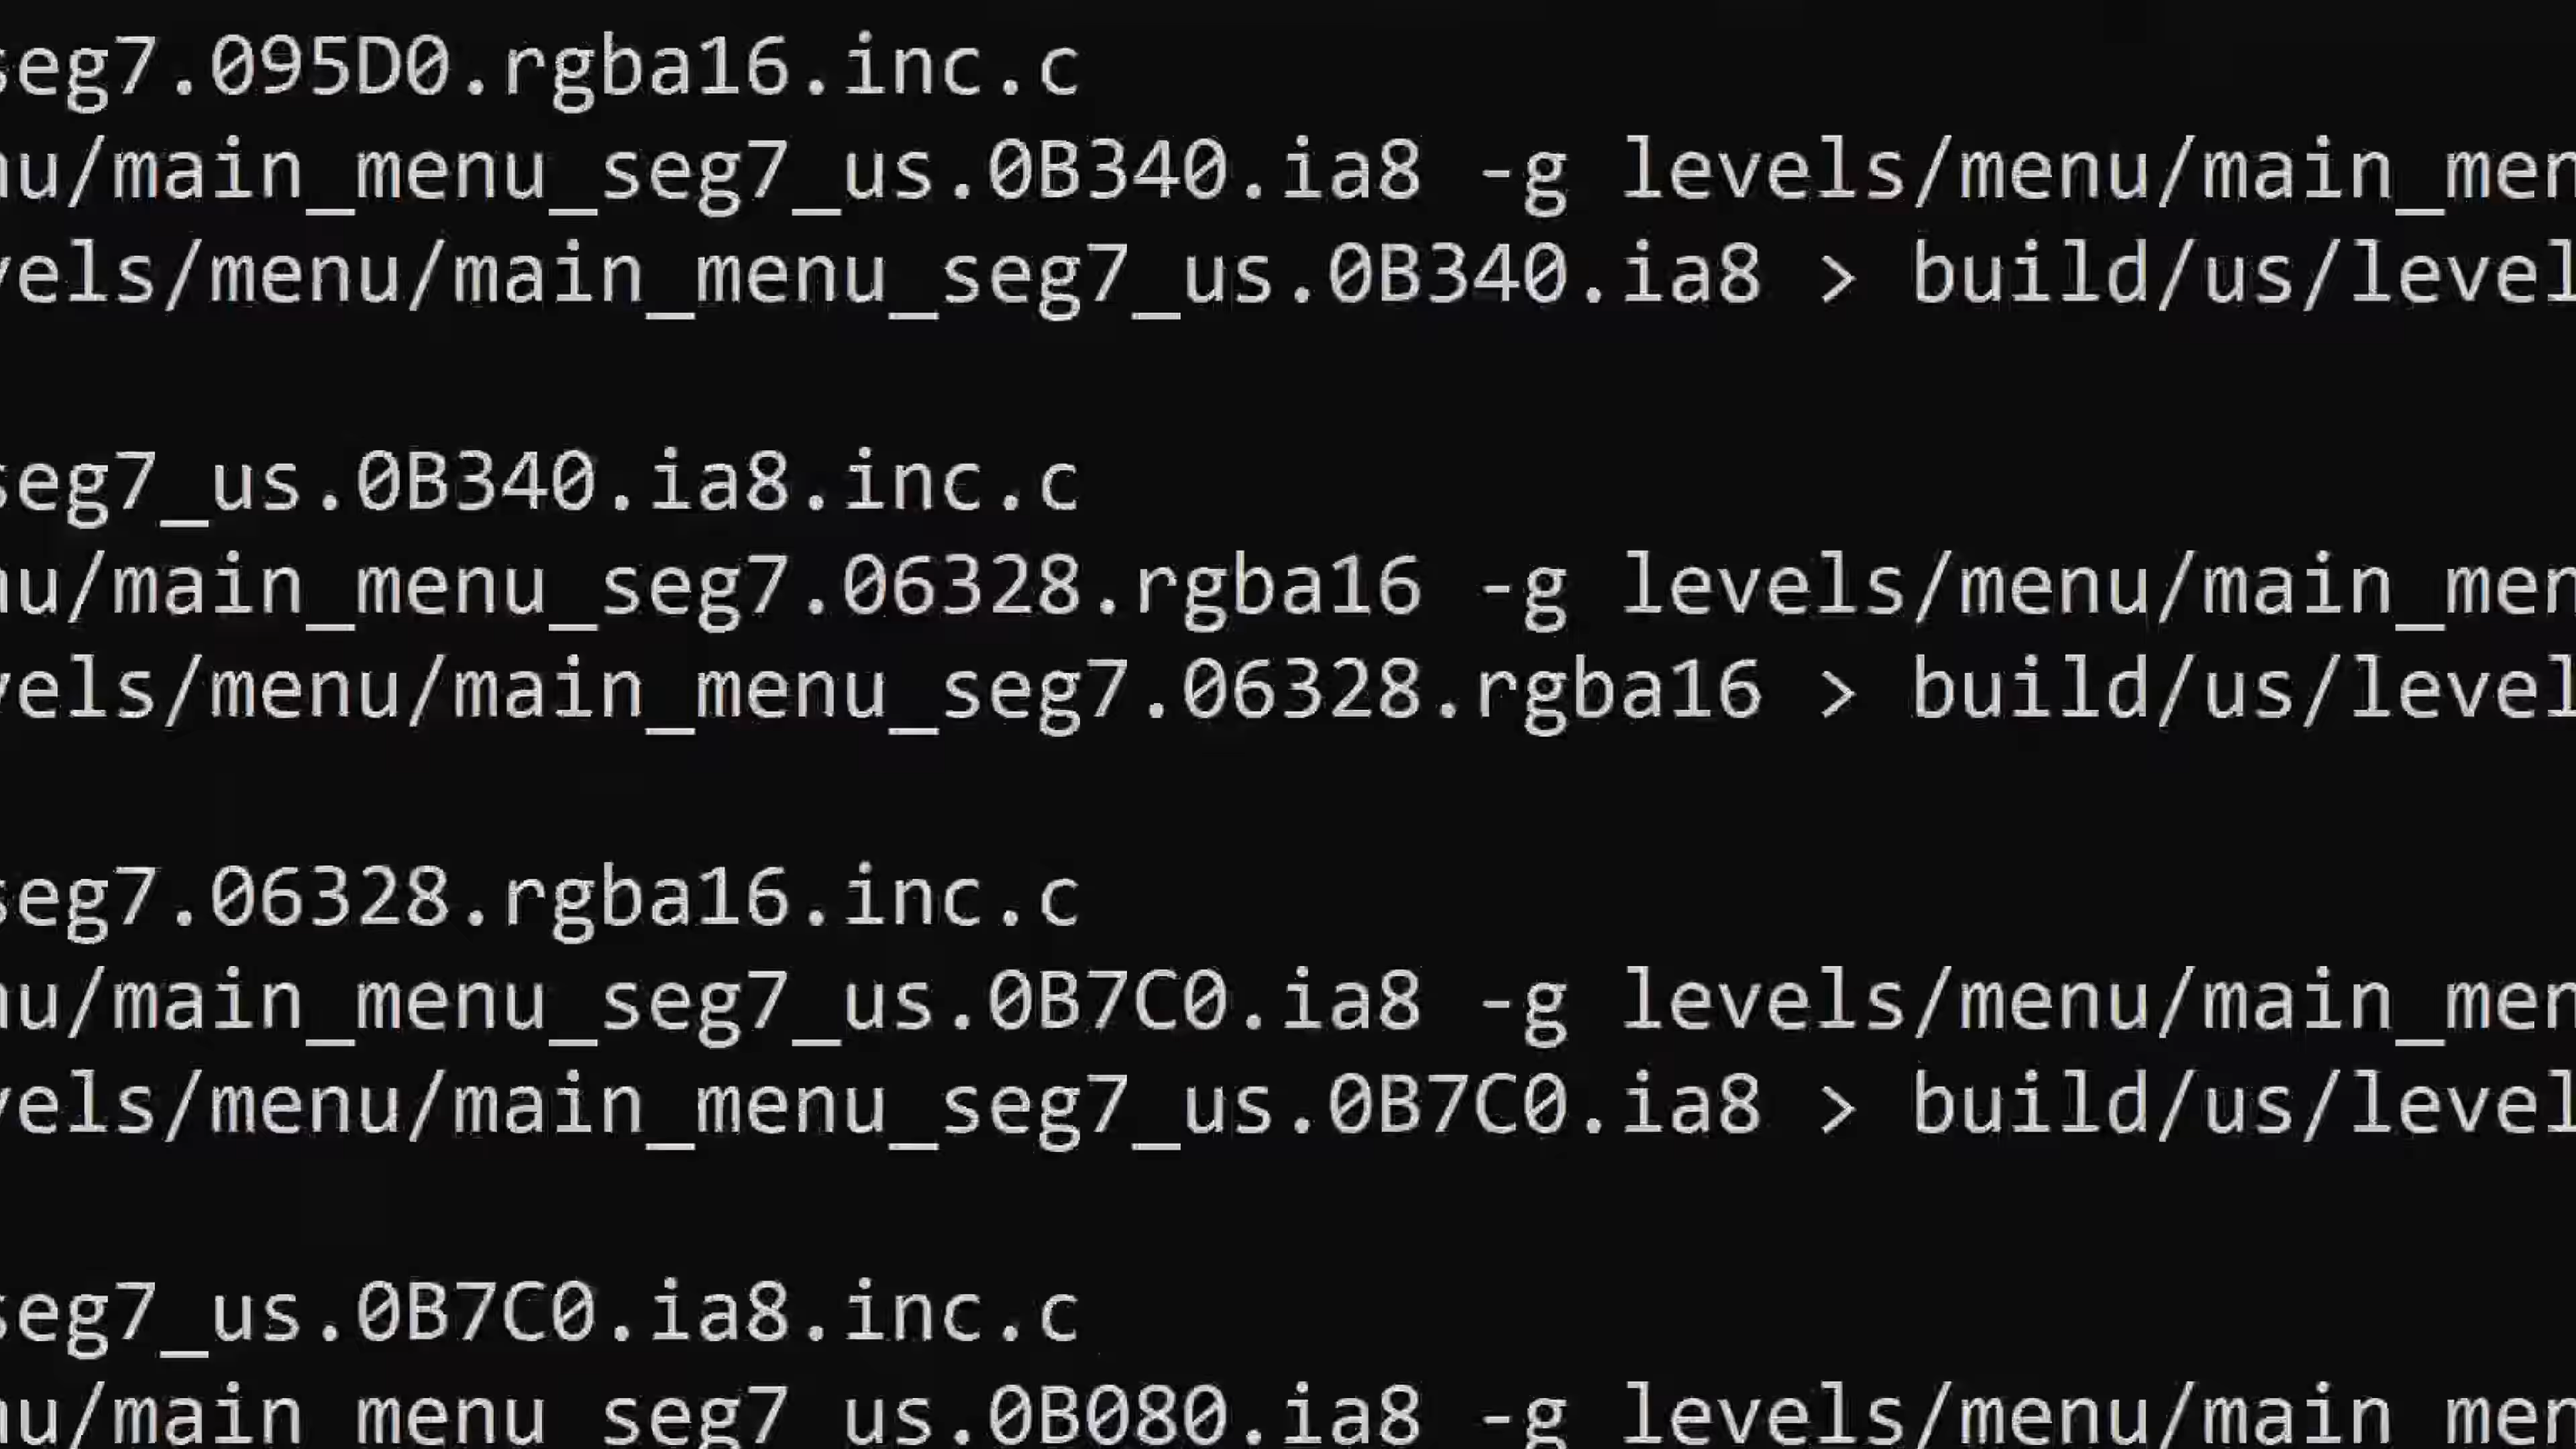 seg7.095D0.rgba16.inc.c
nu/main_menu_seg7_us.0B340.ia8 -g levels/menu/main_men
vels/menu/main_menu_seg7_us.0B340.ia8 > build/us/level
seg7_us.0B340.ia8.inc.c
nu/main_menu_seg7.06328.rgba16 -g levels/menu/main_men
vels/menu/main_menu_seg7.06328.rgba16 > build/us/level
seg7.06328.rgba16.inc.c
nu/main_menu_seg7_us.0B7C0.ia8 -g levels/menu/main_men
vels/menu/main_menu_seg7_us.0B7C0.ia8 > build/us/level
seg7_us.0B7C0.ia8.inc.c
nu/main_menu_seg7_us.0B080.ia8 -g levels/menu/main_men